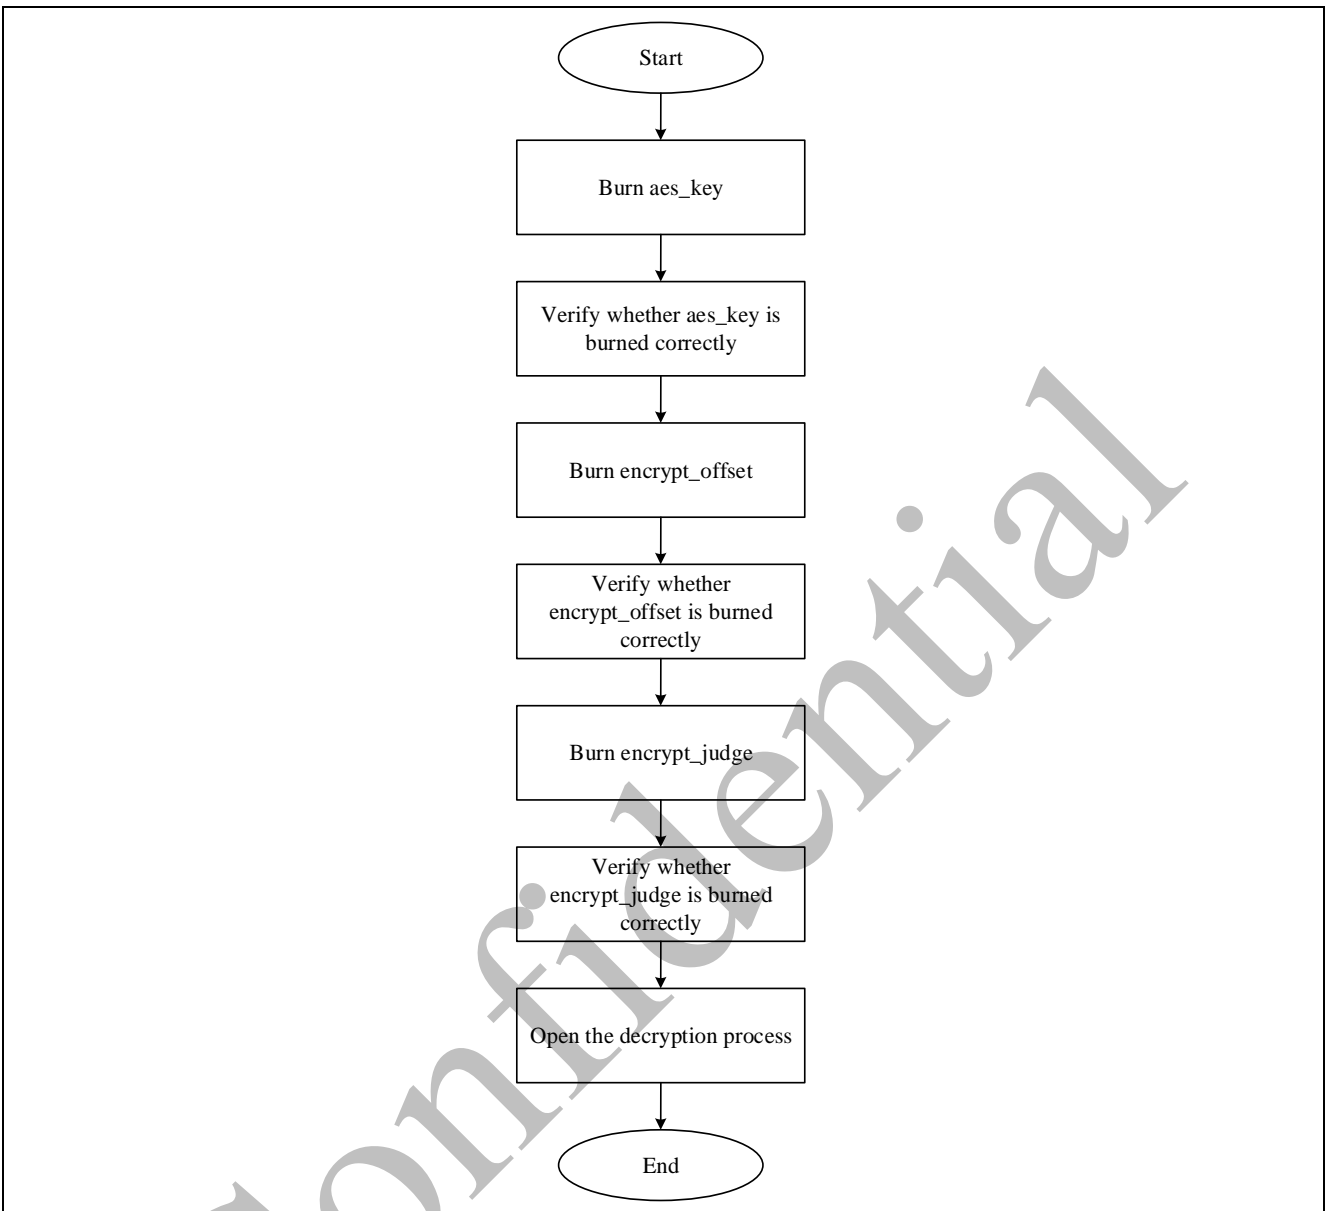 Start
Burn aes_key
Verify whether aes_key is
burned correctly
Burn encrypt_offset
Verify whether
encrypt_offset is burned
correctly
Burn encrypt_judge
Verify whether
encrypt_judge is burned
correctly
Open the decryption process
End
Confidential